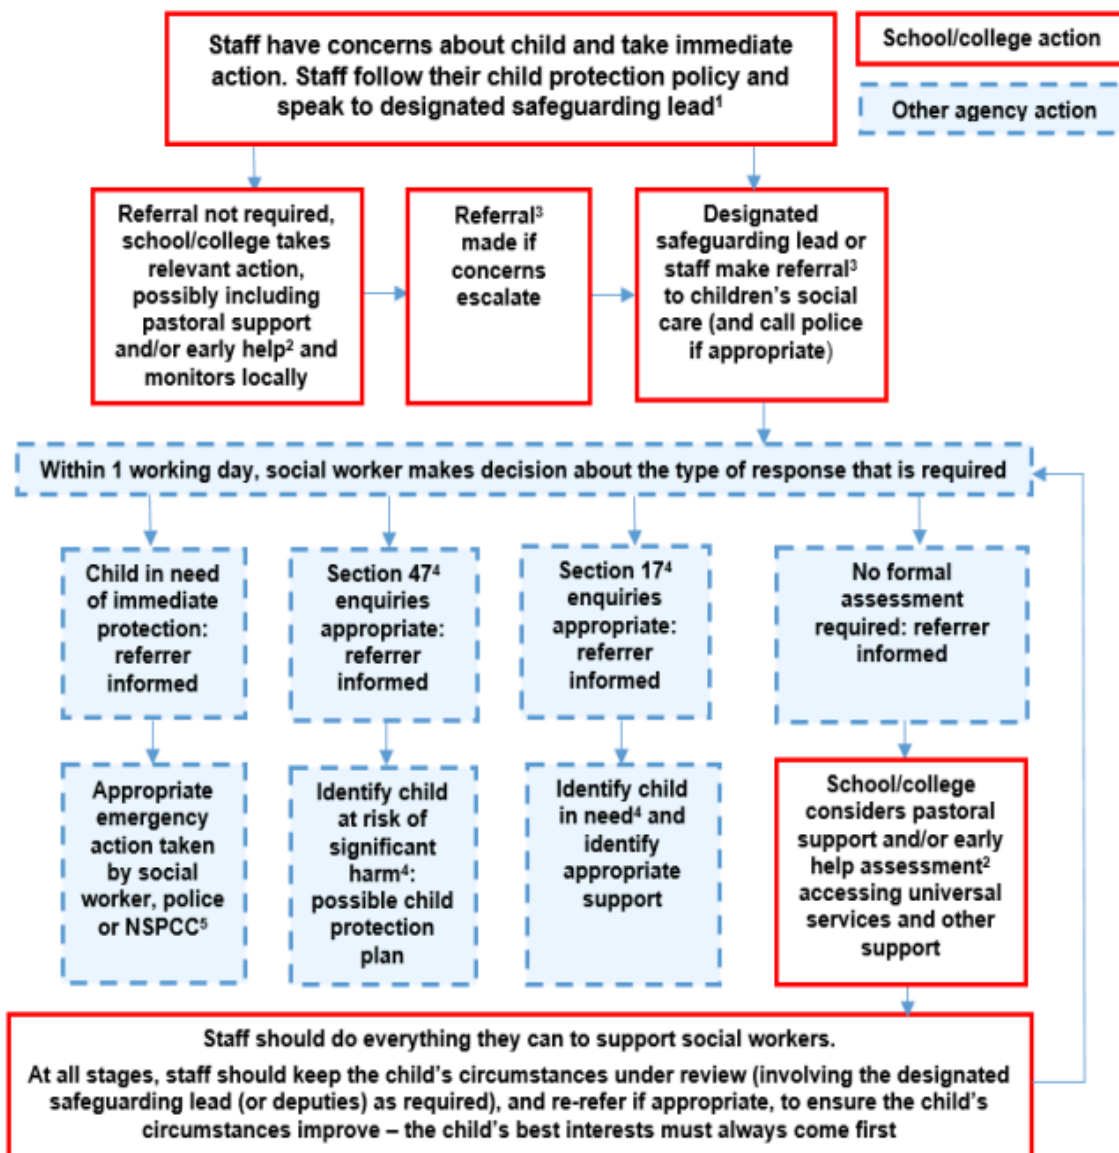 Staff have concerns about child and take immediate
action. Staff follow their child protection policy and
speak to designated safeguarding lead¹
School/college action
Other agency action
Referral not required,
school/college takes
relevant action,
possibly including
pastoral support
and/or early help² and
monitors locally
Referral³
made if
concerns
escalate
Designated
safeguarding lead or
staff make referral³
to children's social
care (and call police
if appropriate)
Within 1 working day, social worker makes decision about the type of response that is required
Child in need
of immediate
protection:
referrer
informed
Section 47⁴
enquiries
appropriate:
referrer
informed
Section 17⁴
enquiries
appropriate:
referrer
informed
No formal
assessment
required: referrer
informed
Appropriate
emergency
action taken
by social
worker, police
or NSPCC⁵
Identify child
at risk of
significant
harm⁴:
possible child
protection
plan
Identify child
in need⁴ and
identify
appropriate
support
School/college
considers pastoral
support and/or early
help assessment²
accessing universal
services and other
support
Staff should do everything they can to support social workers.
At all stages, staff should keep the child's circumstances under review (involving the designated
safeguarding lead (or deputies) as required), and re-refer if appropriate, to ensure the child's
circumstances improve – the child's best interests must always come first